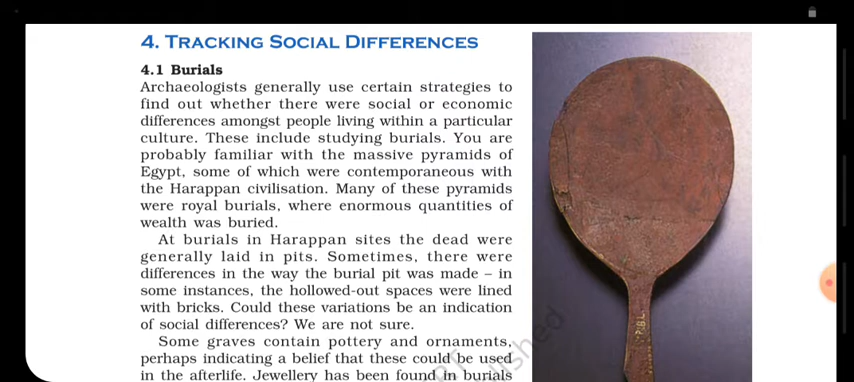 4. TRACKING SOCIAL DIFFERENCES
4.1 Burials
Archaeologists generally use certain strategies to
find out whether there were social or economic
differences amongst people living within a particular
culture. These include studying burials. You are
probably familiar with the massive pyramids of
Egypt, some of which were contemporaneous with
the Harappan civilisation. Many of these pyramids
were royal burials, where enormous quantities of
wealth was buried.
At burials in Harappan sites the dead were
generally laid in pits. Sometimes, there were
differences in the way the burial pit was made – in
some instances, the hollowed-out spaces were lined
with bricks. Could these variations be an indication
of social differences? We are not sure.
Some graves contain pottery and ornaments,
perhaps indicating a belief that these could be used
in the afterlife. Jewellery has been found in burials